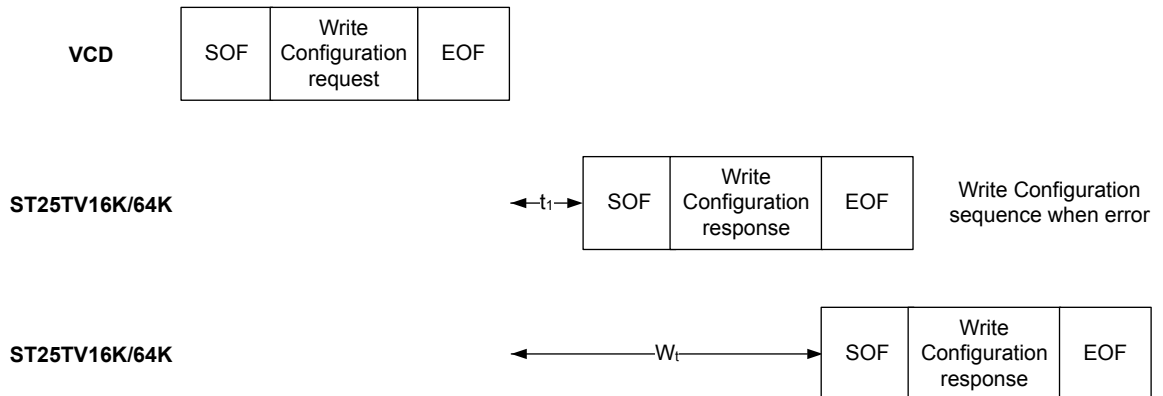 VCD
SOF
Write
Configuration
request
EOF
ST25TV16K/64K
t1
SOF
Write
Configuration
response
EOF
Write Configuration
sequence when error
ST25TV16K/64K
Wt
SOF
Write
Configuration
response
EOF